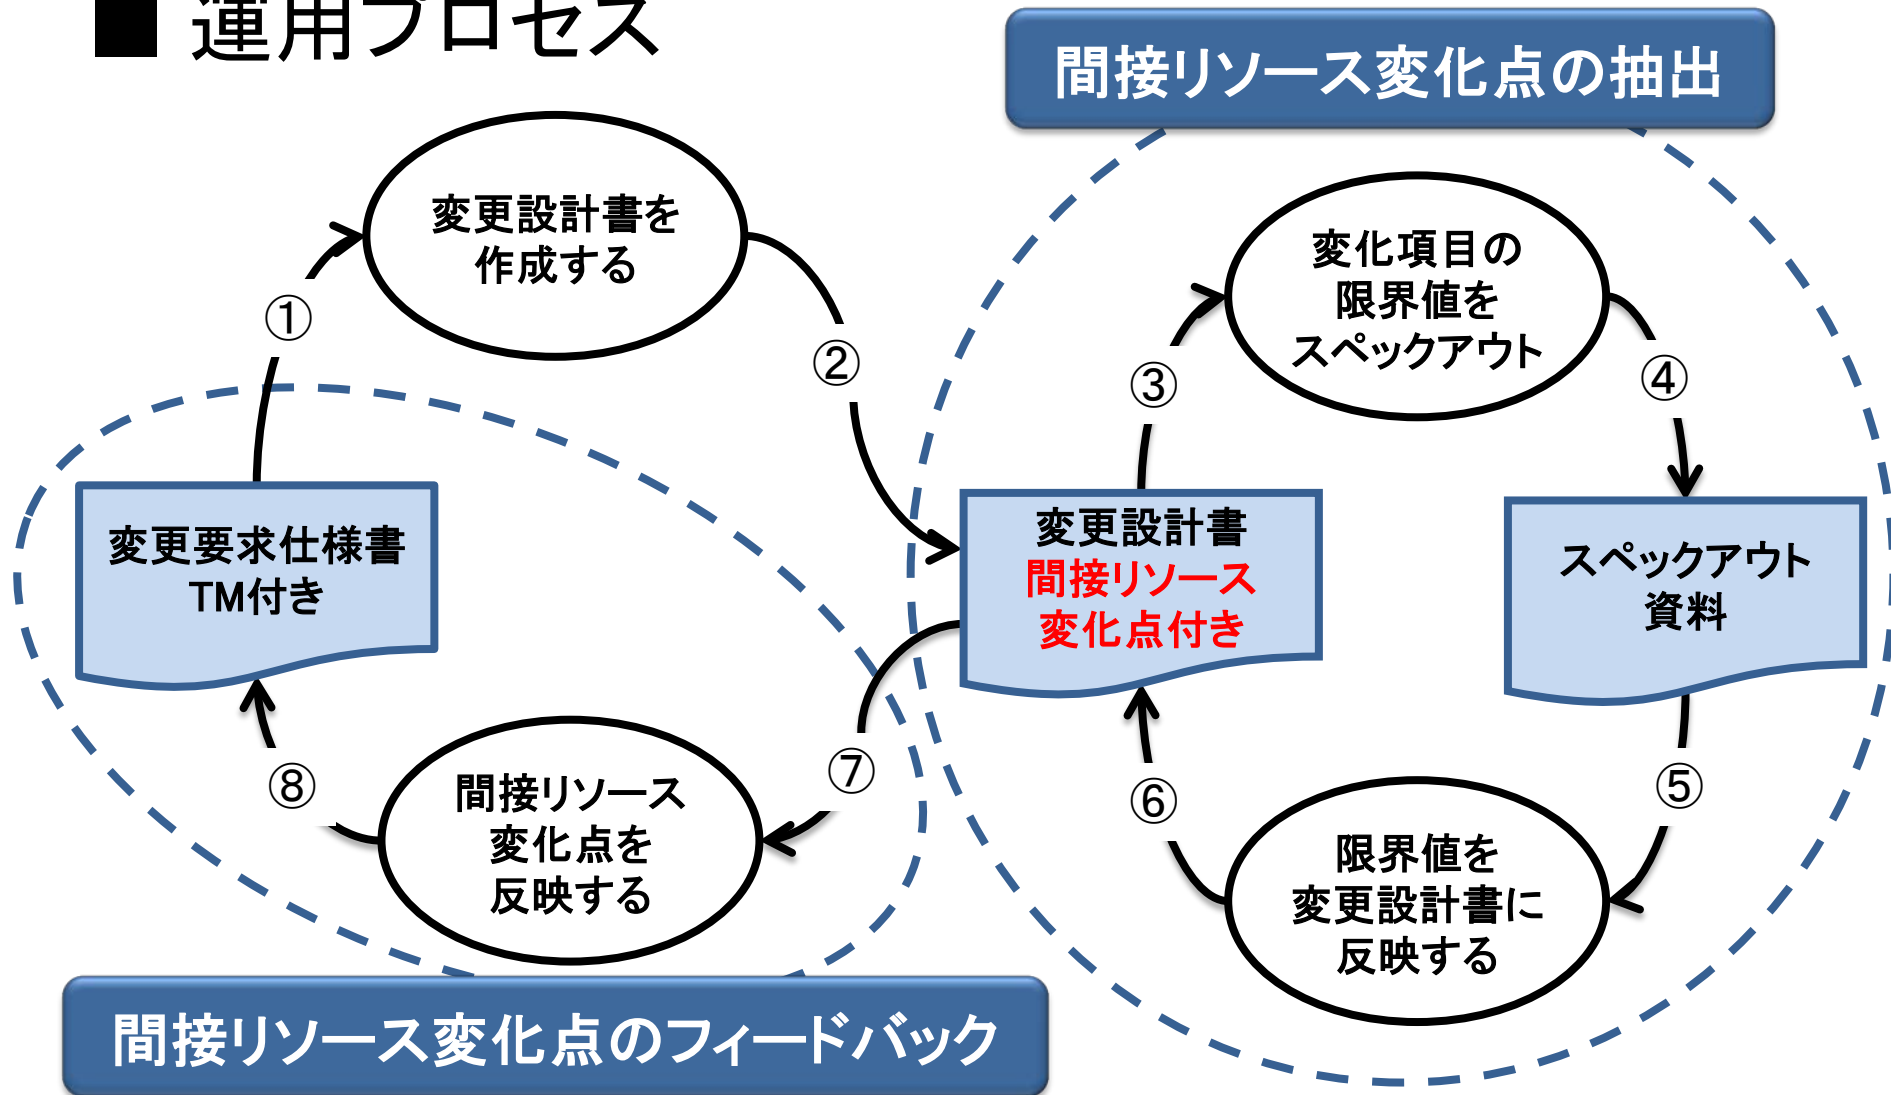 ■ 運用プロセス
間接リソース変化点の抽出
変更設計書を
作成する
変化項目の
限界値を
スペックアウト
①
②
③
④
変更要求仕様書
TM付き
変更設計書
間接リソース
変化点付き
スペックアウト
資料
⑧
⑦
⑥
⑤
間接リソース
変化点を
反映する
限界値を
変更設計書に
反映する
間接リソース変化点のフィードバック